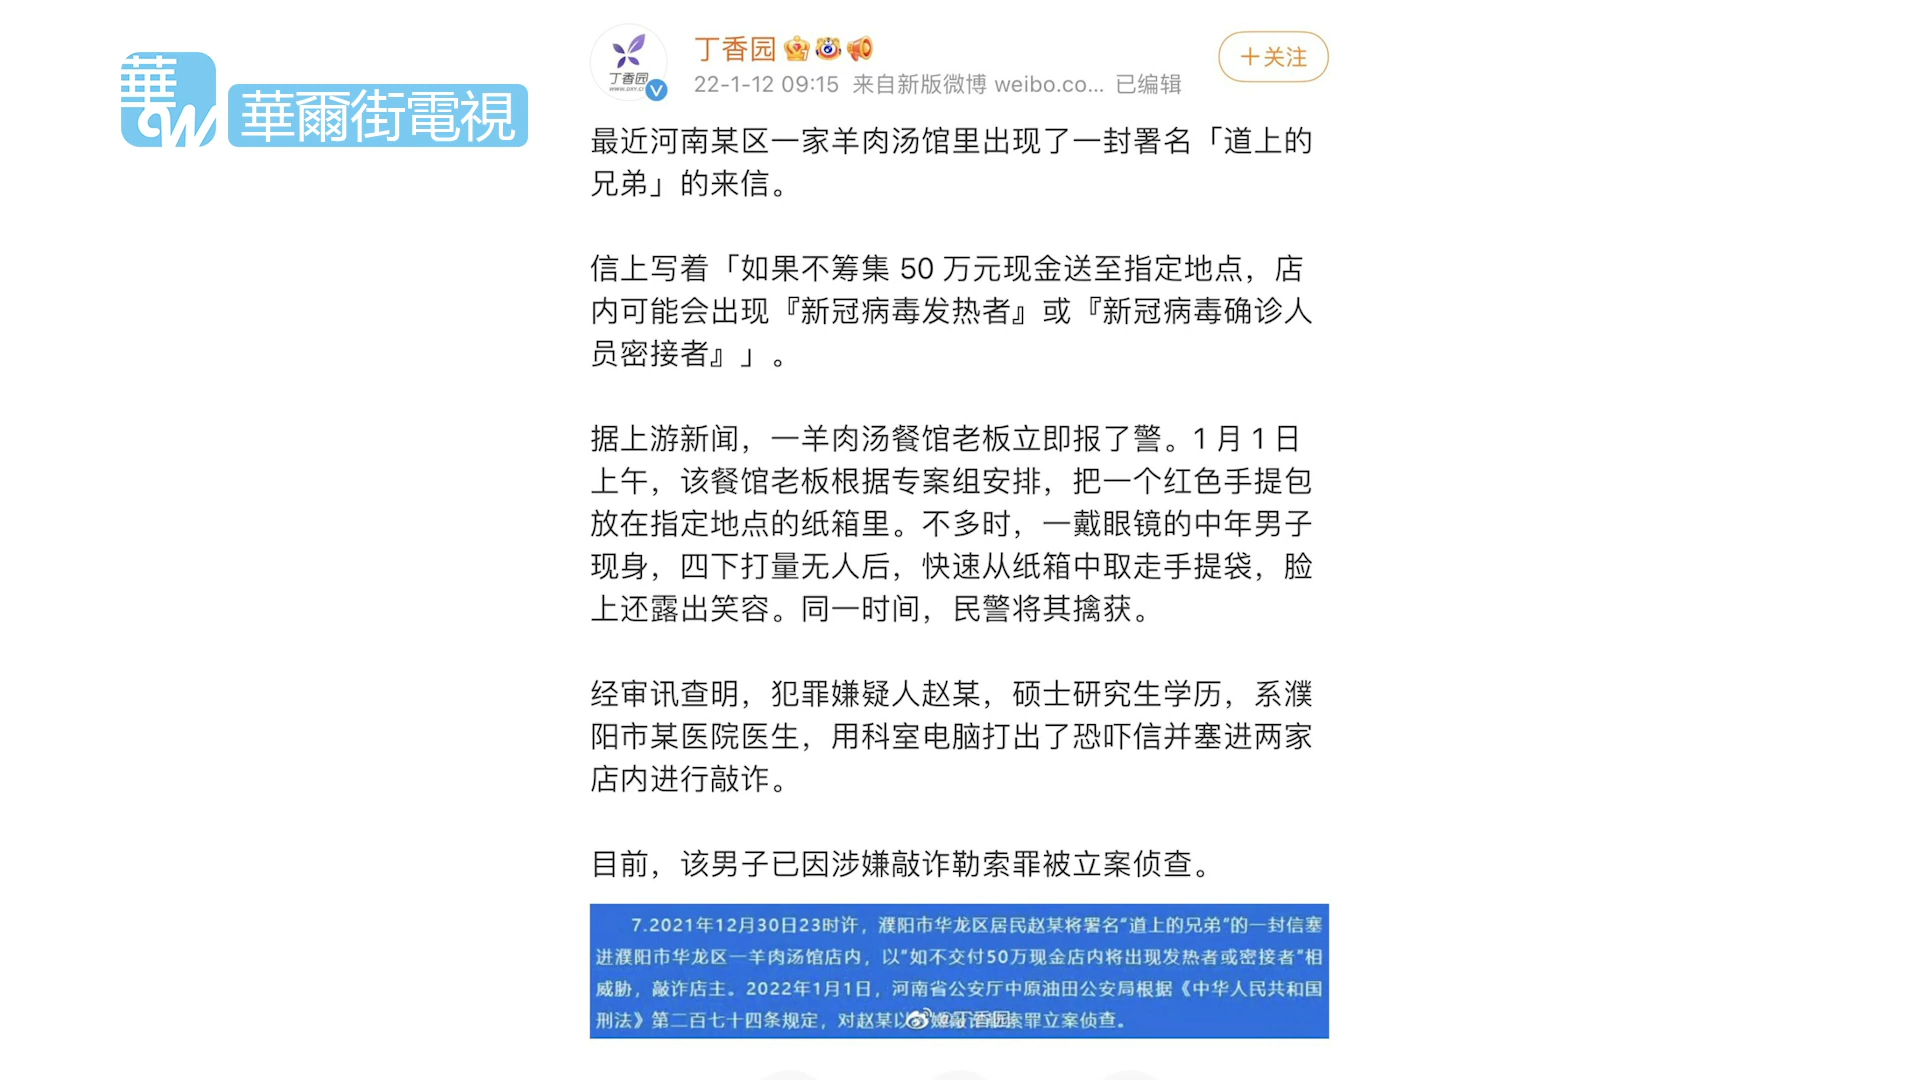 華
cw
華爾街電視
丁香园
www.dxy.cn
丁香园
+关注
22-1-12 09:15 来自新版微博 weibo.co... 已编辑
最近河南某区一家羊肉汤馆里出现了一封署名「道上的
兄弟」的来信。
信上写着「如果不筹集 50 万元现金送至指定地点，店
内可能会出现『新冠病毒发热者』或『新冠病毒确诊人
员密接者』」。
据上游新闻，一羊肉汤餐馆老板立即报了警。1 月 1 日
上午，该餐馆老板根据专案组安排，把一个红色手提包
放在指定地点的纸箱里。不多时，一戴眼镜的中年男子
现身，四下打量无人后，快速从纸箱中取走手提袋，脸
上还露出笑容。同一时间，民警将其擒获。
经审讯查明，犯罪嫌疑人赵某，硕士研究生学历，系濮
阳市某医院医生，用科室电脑打出了恐吓信并塞进两家
店内进行敲诈。
目前，该男子已因涉嫌敲诈勒索罪被立案侦查。
7.2021年12月30日23时许，濮阳市华龙区居民赵某将署名“道上的兄弟”的一封信塞
进濮阳市华龙区一羊肉汤馆店内，以“如不交付50万现金店内将出现发热者或密接者”相
威胁，敲诈店主。2022年1月1日，河南省公安厅中原油田公安局根据《中华人民共和国
刑法》第二百七十四条规定，对赵某以 嫌敲诈 索罪立案侦查。
@丁香园